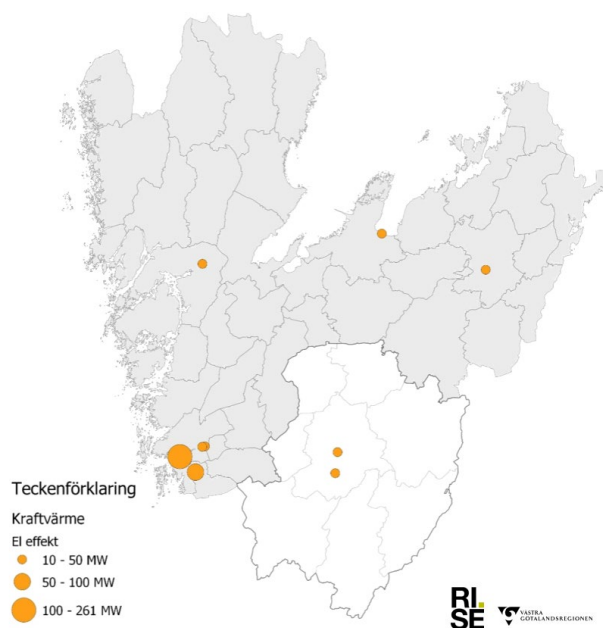 Teckenförklaring
Kraftvärme
El effekt
10 - 50 MW
50 - 100 MW
100 - 261 MW
RI.
SE
VÄSTRA
GÖTALANDSREGIONEN